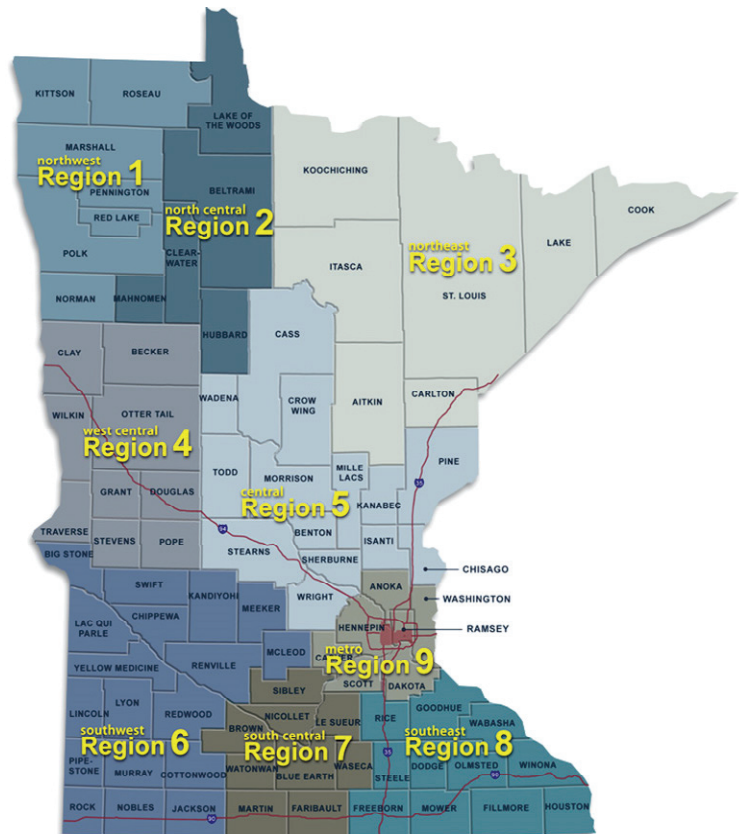 KITTSON
ROSEAU
LAKE OF
THE WOODS
MARSHALL
northwest
Region 1
PENNINGTON
RED LAKE
POLK
NORMAN
MAHNOMEN
BELTRAMI
north central
Region 2
CLEAR-
WATER
HUBBARD
KOOCHICHING
ITASCA
northeast
Region 3
ST. LOUIS
LAKE
COOK
AITKIN
CARLTON
CLAY
BECKER
WILKIN
OTTER TAIL
west central
Region 4
GRANT
DOUGLAS
TRAVERSE
STEVENS
POPE
CASS
WADENA
CROW
WING
TODD
MORRISON
MILLE
LACS
central
Region 5
KANABEC
PINE
35
BENTON
ISANTI
94
STEARNS
SHERBURNE
WRIGHT
CHISAGO
BIG STONE
SWIFT
KANDIYOHI
MEEKER
CHIPPEWA
LAC QUI
PARLE
YELLOW MEDICINE
RENVILLE
MCLEOD
LYON
LINCOLN
REDWOOD
southwest
Region 6
PIPE-
STONE
MURRAY
COTTONWOOD
ROCK
NOBLES
JACKSON
90
ANOKA
WASHINGTON
HENNEPIN
RAMSEY
metro
Region 9
SCOTT
DAKOTA
SIBLEY
NICOLLET
LE SUEUR
BROWN
south central
Region 7
WATONWAN
BLUE EARTH
WASECA
MARTIN
FARIBAULT
RICE
GOODHUE
WABASHA
southeast
Region 8
35
STEELE
DODGE
OLMSTED
WINONA
90
FREEBORN
MOWER
FILLMORE
HOUSTON